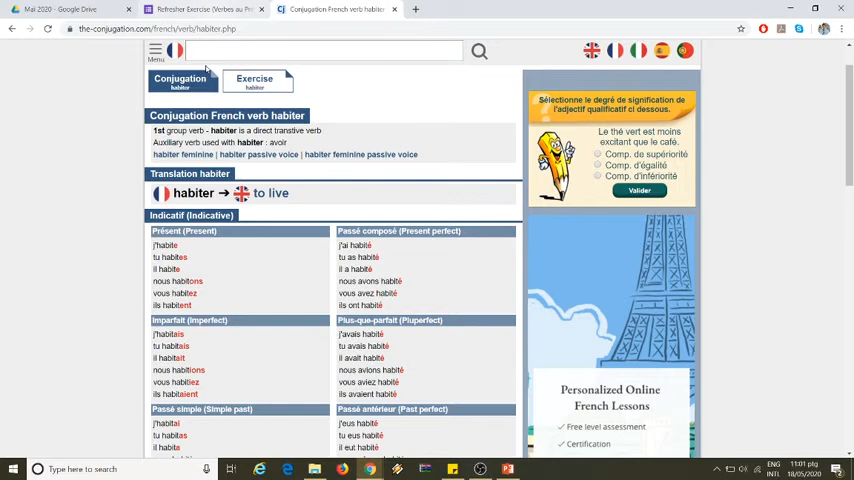 Mai 2020 - Google Drive
Refresher Exercise (Verbes au Pr
Conjugation French verb habiter
the-conjugation.com/french/verb/habiter.php
Menu
Conjugation
habiter
Exercise
habiter
Conjugation French verb habiter
1st group verb - habiter is a direct transtive verb
Auxiliary verb used with habiter : avoir
habiter feminine | habiter passive voice | habiter feminine passive voice
Translation habiter
habiter ➔ to live
Indicatif (Indicative)
Présent (Present)
j'habite
tu habites
il habite
nous habitons
vous habitez
ils habitent
Passé composé (Present perfect)
j'ai habité
tu as habité
il a habité
nous avons habité
vous avez habité
ils ont habité
Imparfait (Imperfect)
j'habitais
tu habitais
il habitait
nous habitions
vous habitiez
ils habitaient
Plus-que-parfait (Pluperfect)
j'avais habité
tu avais habité
il avait habité
nous avions habité
vous aviez habité
ils avaient habité
Passé simple (Simple past)
j'habitai
tu habitas
il habita
Passé antérieur (Past perfect)
j'eus habité
tu eus habité
il eut habité
Sélectionne le degré de signification de
l'adjectif qualificatif ci dessous.
Le thé vert est moins
excitant que le café.
Comp. de supériorité
Comp. d'égalité
Comp. d'infériorité
Valider
Personalized Online
French Lessons
✓ Free level assessment
✓ Certification
Type here to search
ENG
INTL
11:01 ptg
18/05/2020